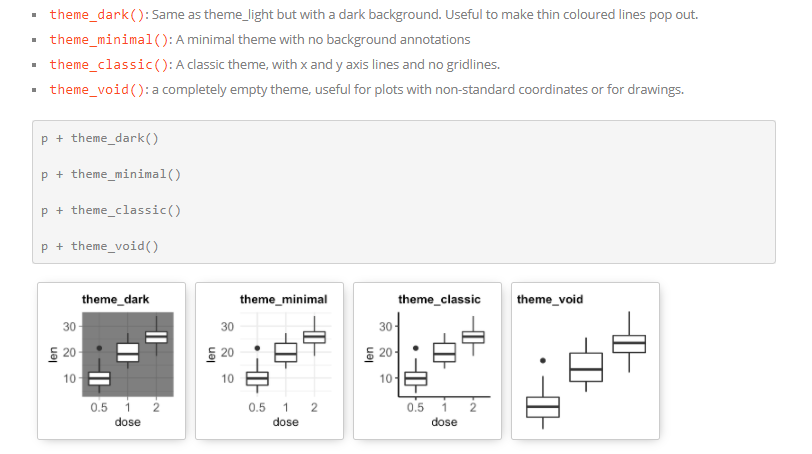 theme_dark(): Same as theme_light but with a dark background. Useful to make thin coloured lines pop out.
theme_minimal(): A minimal theme with no background annotations
theme_classic(): A classic theme, with x and y axis lines and no gridlines.
theme_void(): a completely empty theme, useful for plots with non-standard coordinates or for drawings.
p + theme_dark()
p + theme_minimal()
p + theme_classic()
p + theme_void()
theme_dark
len
30
20
10
0.5 1 2
dose
theme_minimal
len
30
20
10
0.5 1 2
dose
theme_classic
len
30
20
10
0.5 1 2
dose
theme_void